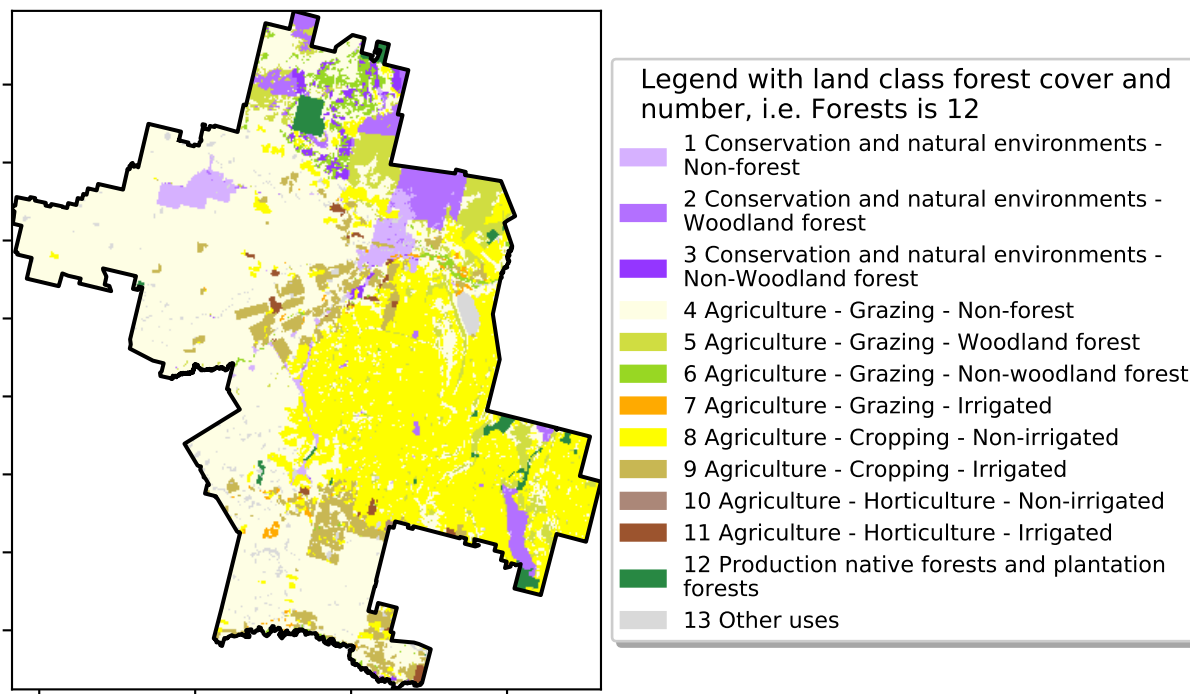 Legend with land class forest cover and
number, i.e. Forests is 12
1 Conservation and natural environments -
Non-forest
2 Conservation and natural environments -
Woodland forest
3 Conservation and natural environments -
Non-Woodland forest
4 Agriculture - Grazing - Non-forest
5 Agriculture - Grazing - Woodland forest
6 Agriculture - Grazing - Non-woodland forest
7 Agriculture - Grazing - Irrigated
8 Agriculture - Cropping - Non-irrigated
9 Agriculture - Cropping - Irrigated
10 Agriculture - Horticulture - Non-irrigated
11 Agriculture - Horticulture - Irrigated
12 Production native forests and plantation
forests
13 Other uses